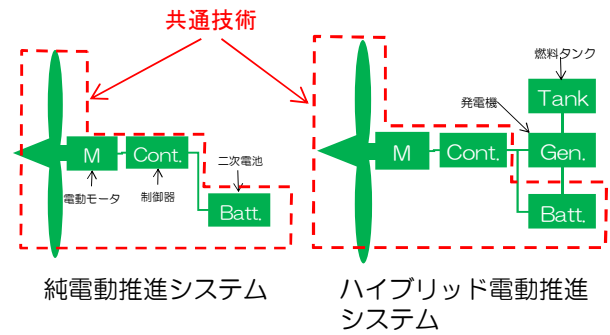 共通技術
燃料タンク
発電機
Tank
M
Cont.
二次電池
M
Cont.
Gen.
電動モータ
制御器
Batt.
Batt.
純電動推進システム
ハイブリッド電動推進
システム